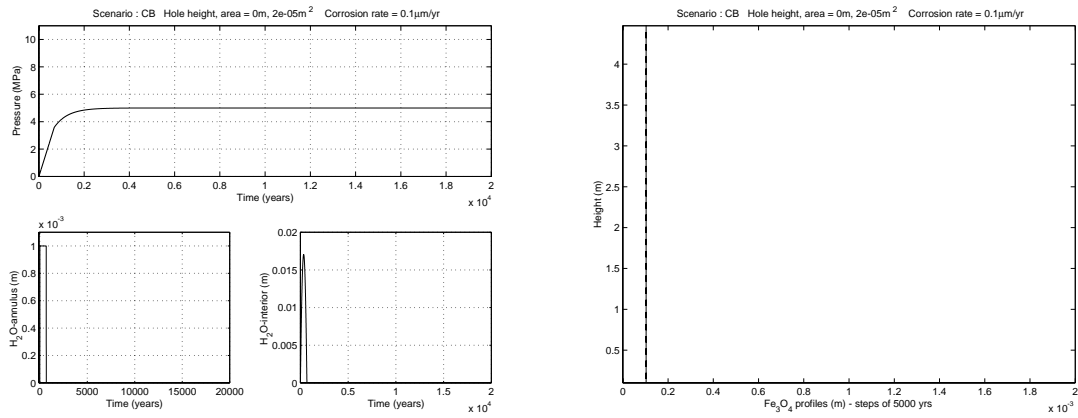 Scenario : CB Hole height, area = 0m, 2e-05m² Corrosion rate = 0.1μm/yr
10
8
6
4
2
0
Pressure (MPa)
0 0.2 0.4 0.6 0.8 1 1.2 1.4 1.6 1.8 2
Time (years)
x 10⁴
x 10⁻³
1
0.8
0.6
0.4
0.2
0
H₂O-annulus (m)
0 5000 10000 15000 20000
Time (years)
0.02
0.015
0.01
0.005
0
H₂O-interior (m)
0 0.5 1 1.5 2
Time (years)
x 10⁴
Scenario : CB Hole height, area = 0m, 2e-05m² Corrosion rate = 0.1μm/yr
4
3.5
3
2.5
2
1.5
1
0.5
Height (m)
0 0.2 0.4 0.6 0.8 1 1.2 1.4 1.6 1.8 2
Fe₃O₄ profiles (m) - steps of 5000 yrs
x 10⁻³